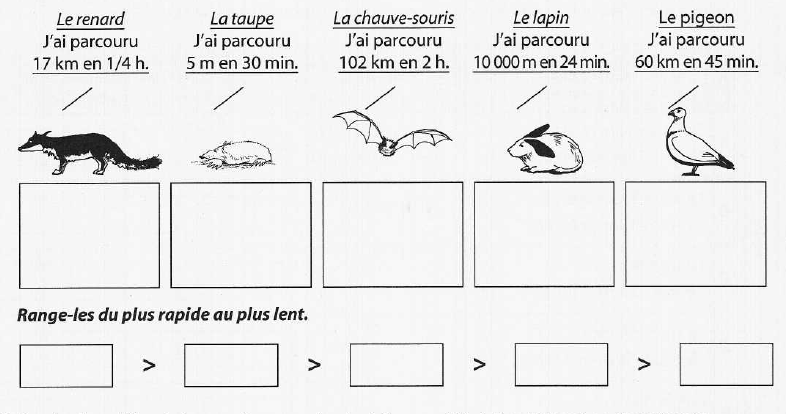 Le renard
J'ai parcouru
17 km en 1/4 h.
La taupe
J'ai parcouru
5 m en 30 min.
La chauve-souris
J'ai parcouru
102 km en 2 h.
Le lapin
J'ai parcouru
10 000 m en 24 min.
Le pigeon
J'ai parcouru
60 km en 45 min.
Range-les du plus rapide au plus lent.
> > > >